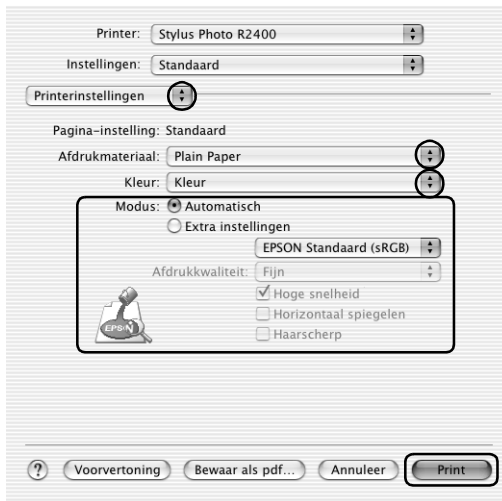 Printer: Stylus Photo R2400
Instellingen: Standaard
Printerinstellingen
Pagina-instelling: Standaard
Afdrukmateriaal: Plain Paper
Kleur: Kleur
Modus: Automatisch
Extra instellingen
EPSON Standaard (sRGB)
Afdrukkwaliteit: Fijn
Hoge snelheid
Horizontaal spiegelen
Haarscherp
EPSON
? Voorvertoning Bewaar als pdf... Annuleer Print